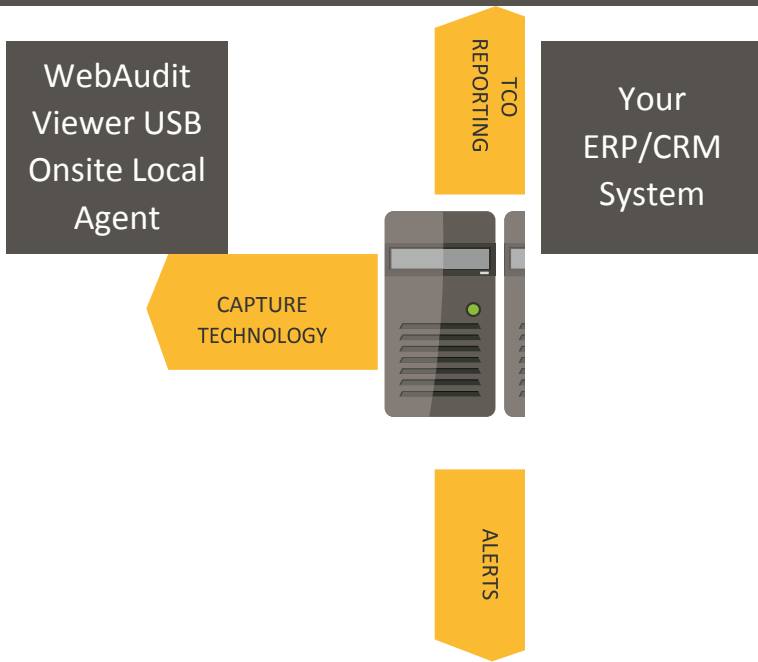 WebAudit
Viewer USB
Onsite Local
Agent
TCO
REPORTING
Your
ERP/CRM
System
CAPTURE
TECHNOLOGY
ALERTS